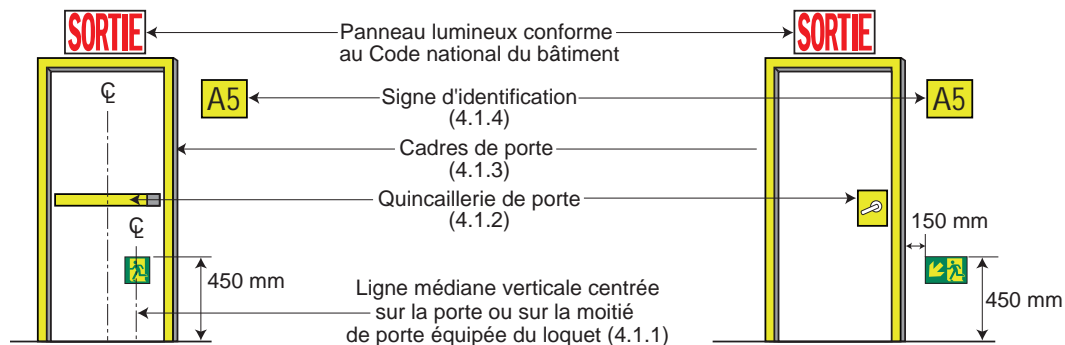 SORTIE
Panneau lumineux conforme
au Code national du bâtiment
SORTIE
℄
A5
Signe d'identification
(4.1.4)
A5
Cadres de porte
(4.1.3)
Quincaillerie de porte
(4.1.2)
℄
150 mm
450 mm
Ligne médiane verticale centrée
sur la porte ou sur la moitié
de porte équipée du loquet (4.1.1)
450 mm